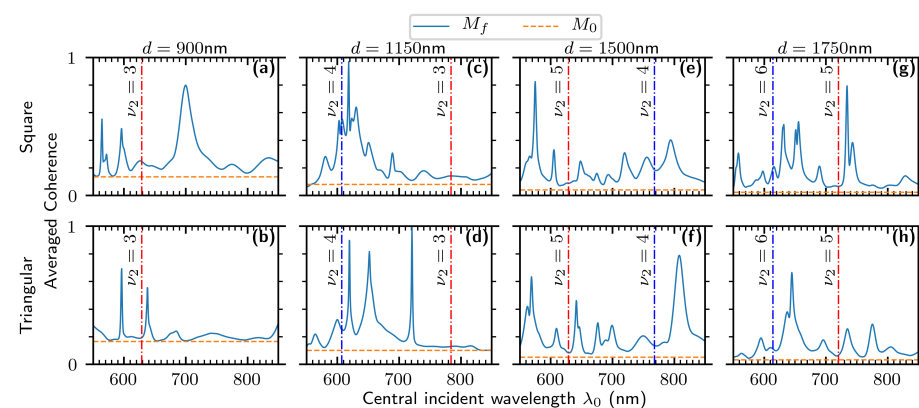 M_f M_0
d = 900nm d = 1150nm d = 1500nm d = 1750nm
Square
Averaged Coherence
1
0
ν₂ = 3
(a)
ν₂ = 4
ν₂ = 3
(c)
ν₂ = 5
ν₂ = 4
(e)
ν₂ = 6
ν₂ = 5
(g)
Triangular
1
0
ν₂ = 3
(b)
ν₂ = 4
ν₂ = 3
(d)
ν₂ = 5
ν₂ = 4
(f)
ν₂ = 6
ν₂ = 5
(h)
600 700 800 600 700 800 600 700 800 600 700 800
Central incident wavelength λ₀ (nm)